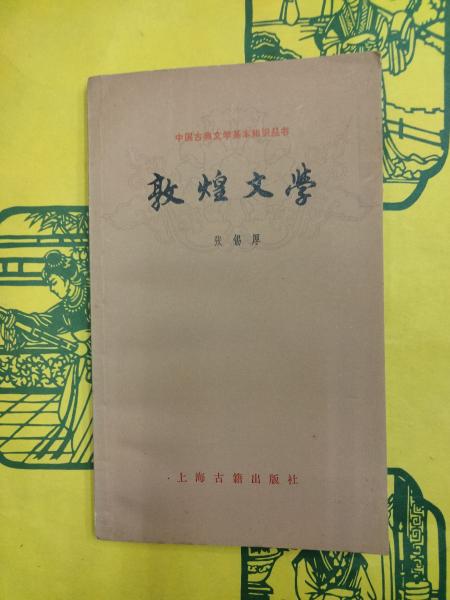 中国古典文学基本知识丛书
敦煌文學
张锡厚
上海古籍出版社